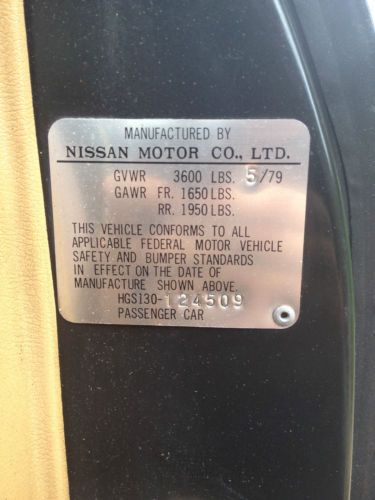 MANUFACTURED BY
NISSAN MOTOR CO., LTD.
GVWR 3600 LBS. 5/79
GAWR FR. 1650 LBS.
RR. 1950 LBS.
THIS VEHICLE CONFORMS TO ALL
APPLICABLE FEDERAL MOTOR VEHICLE
SAFETY AND BUMPER STANDARDS
IN EFFECT ON THE DATE OF
MANUFACTURE SHOWN ABOVE.
HGS130-124509
PASSENGER CAR